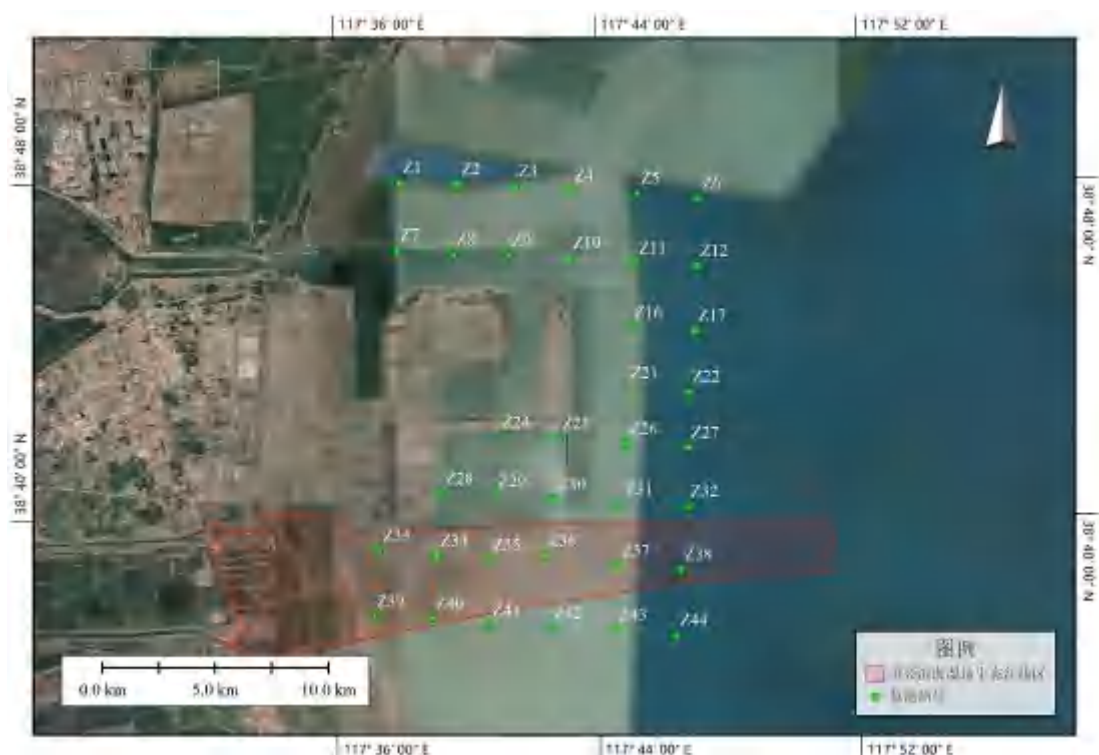 117° 36′ 00″ E
117° 44′ 00″ E
117° 52′ 00″ E
38° 48′ 00″ N
38° 48′ 00″ N
Z1
Z2
Z3
Z4
Z5
Z6
Z7
Z8
Z9
Z10
Z11
Z12
Z16
Z17
Z21
Z22
Z24
Z25
Z26
Z27
38° 40′ 00″ N
38° 40′ 00″ N
Z28
Z29
Z30
Z31
Z32
Z34
Z35
Z36
Z37
Z38
Z39
Z40
Z41
Z42
Z43
Z44
0.0 km
5.0 km
10.0 km
图例
117° 36′ 00″ E
117° 44′ 00″ E
117° 52′ 00″ E